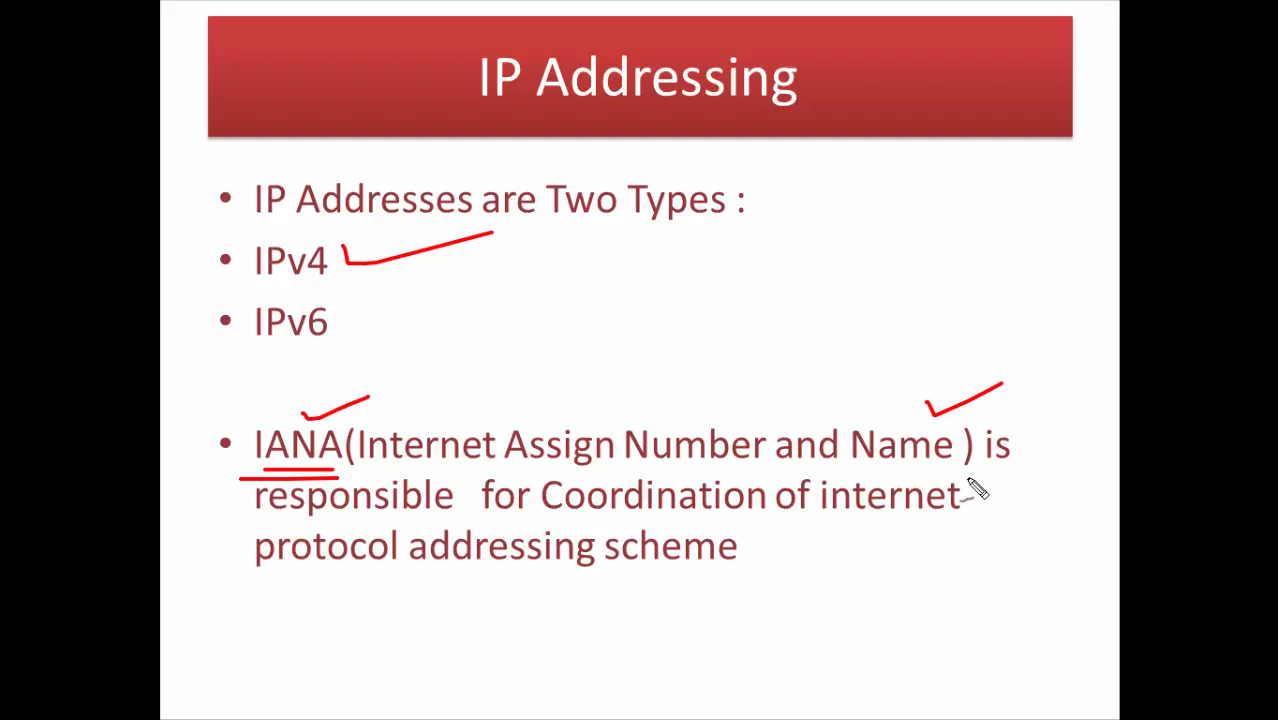 IP Addressing
• IP Addresses are Two Types :
• IPv4
• IPv6
• IANA(Internet Assign Number and Name ) is
responsible for Coordination of internet
protocol addressing scheme